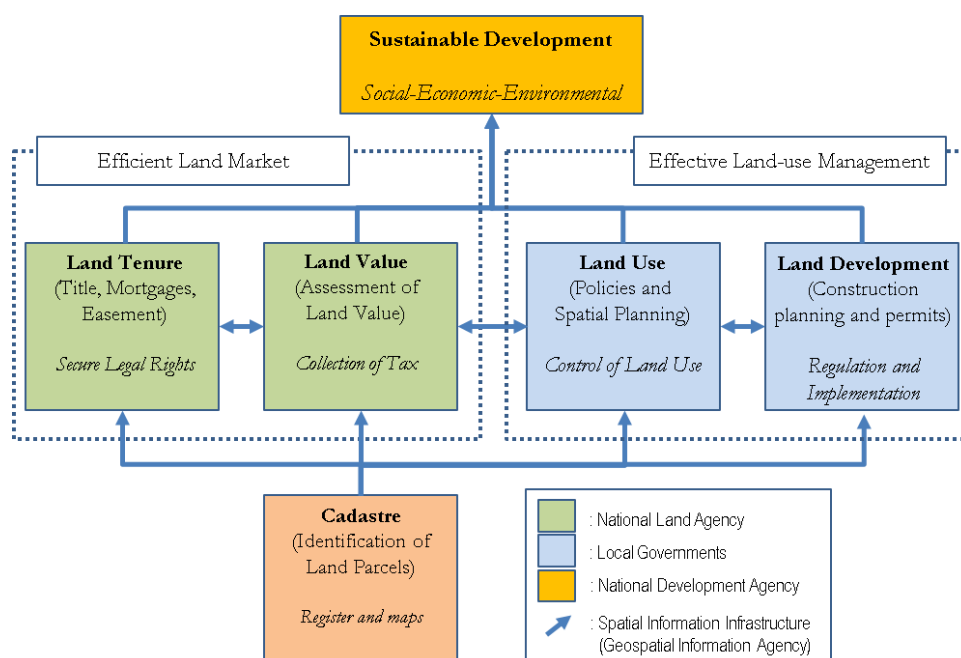 Sustainable Development
Social-Economic-Environmental
Efficient Land Market
Effective Land-use Management
Land Tenure
(Title, Mortgages,
Easement)
Secure Legal Rights
Land Value
(Assessment of
Land Value)
Collection of Tax
Land Use
(Policies and
Spatial Planning)
Control of Land Use
Land Development
(Construction
planning and permits)
Regulation and
Implementation
Cadastre
(Identification of
Land Parcels)
Register and maps
: National Land Agency
: Local Governments
: National Development Agency
: Spatial Information Infrastructure
(Geospatial Information Agency)